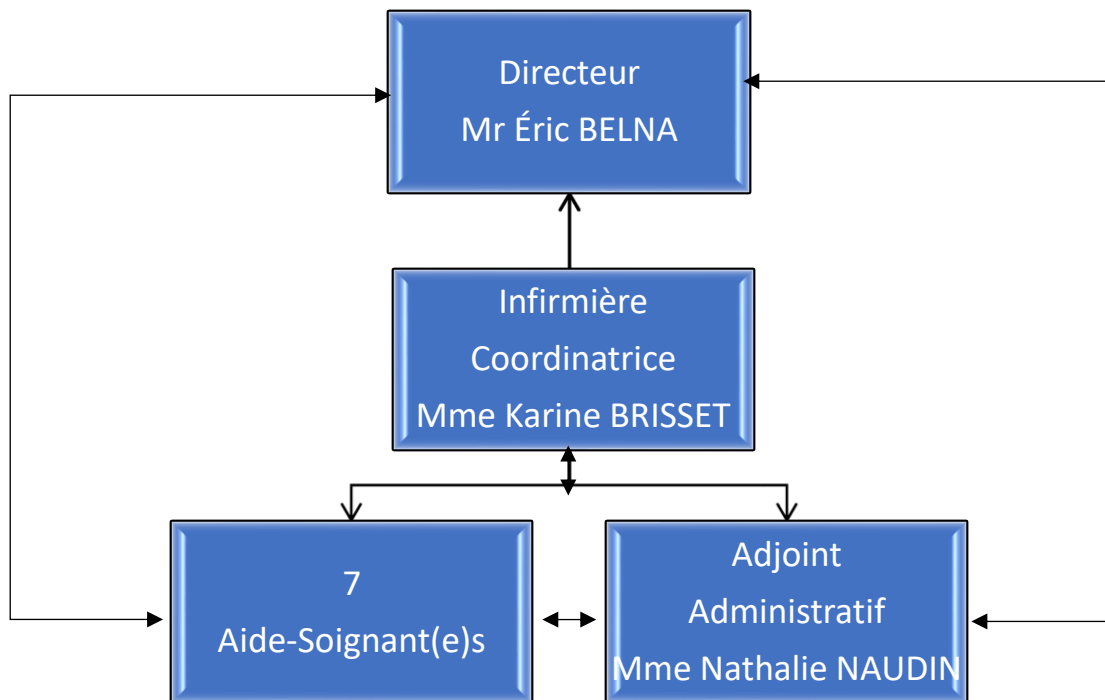 Directeur
Mr Éric BELNA
Infirmière
Coordinatrice
Mme Karine BRISSET
7
Aide-Soignant(e)s
Adjoint
Administratif
Mme Nathalie NAUDIN